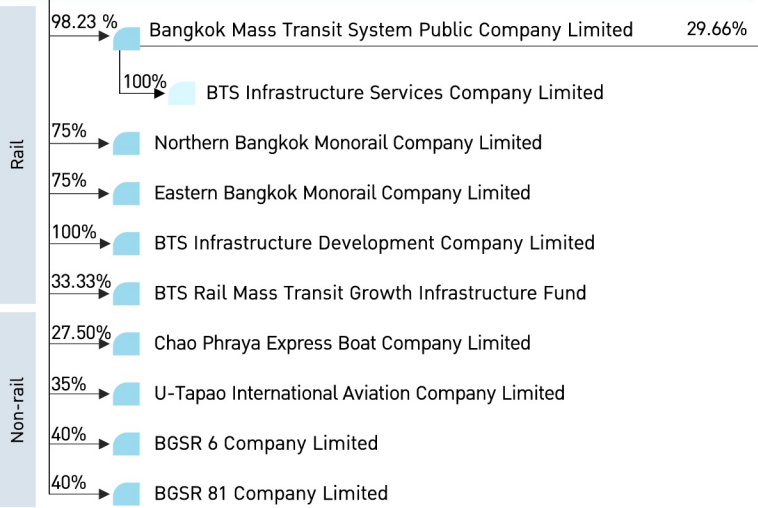 Rail
98.23 % Bangkok Mass Transit System Public Company Limited 29.66%
100% BTS Infrastructure Services Company Limited
75% Northern Bangkok Monorail Company Limited
75% Eastern Bangkok Monorail Company Limited
100% BTS Infrastructure Development Company Limited
33.33% BTS Rail Mass Transit Growth Infrastructure Fund
Non-rail
27.50% Chao Phraya Express Boat Company Limited
35% U-Tapao International Aviation Company Limited
40% BGSR 6 Company Limited
40% BGSR 81 Company Limited